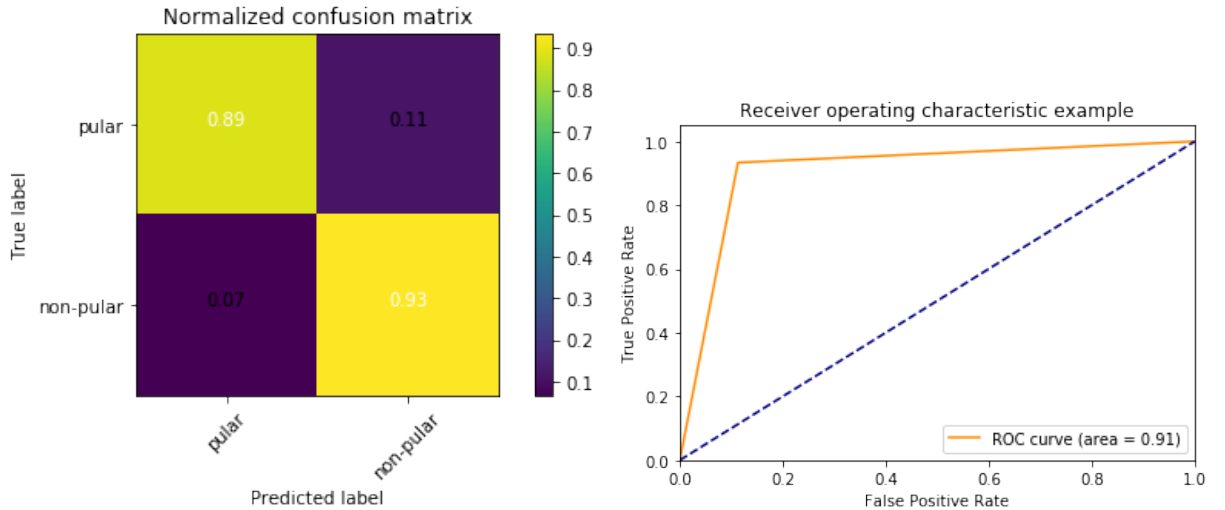 Normalized confusion matrix
True label
pular
non-pular
0.89
0.11
0.07
0.93
pular
non-pular
Predicted label
0.9
0.8
0.7
0.6
0.5
0.4
0.3
0.2
0.1
Receiver operating characteristic example
True Positive Rate
1.0
0.8
0.6
0.4
0.2
0.0
ROC curve (area = 0.91)
0.0
0.2
0.4
0.6
0.8
1.0
False Positive Rate